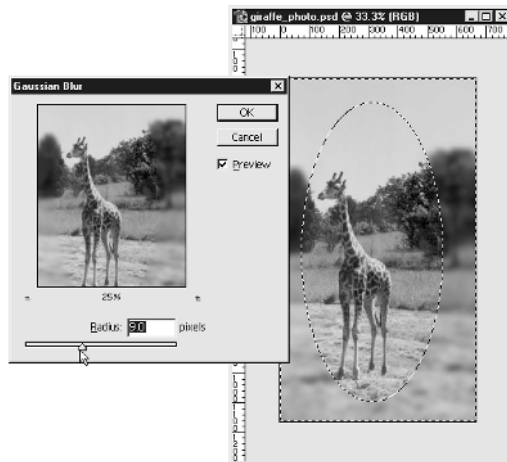 giraffe_photo.psd @ 33.3% (RGB)
100 0 100 200 300 400 500 600 700
Gaussian Blur
OK
Cancel
Preview
25%
Radius: 9.0 pixels